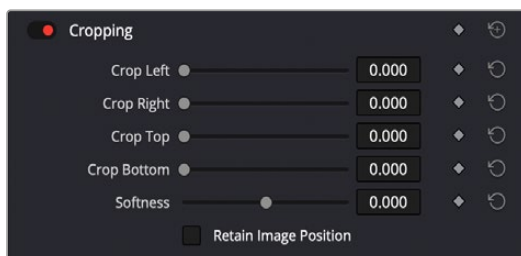 Cropping
Crop Left 0.000
Crop Right 0.000
Crop Top 0.000
Crop Bottom 0.000
Softness 0.000
Retain Image Position